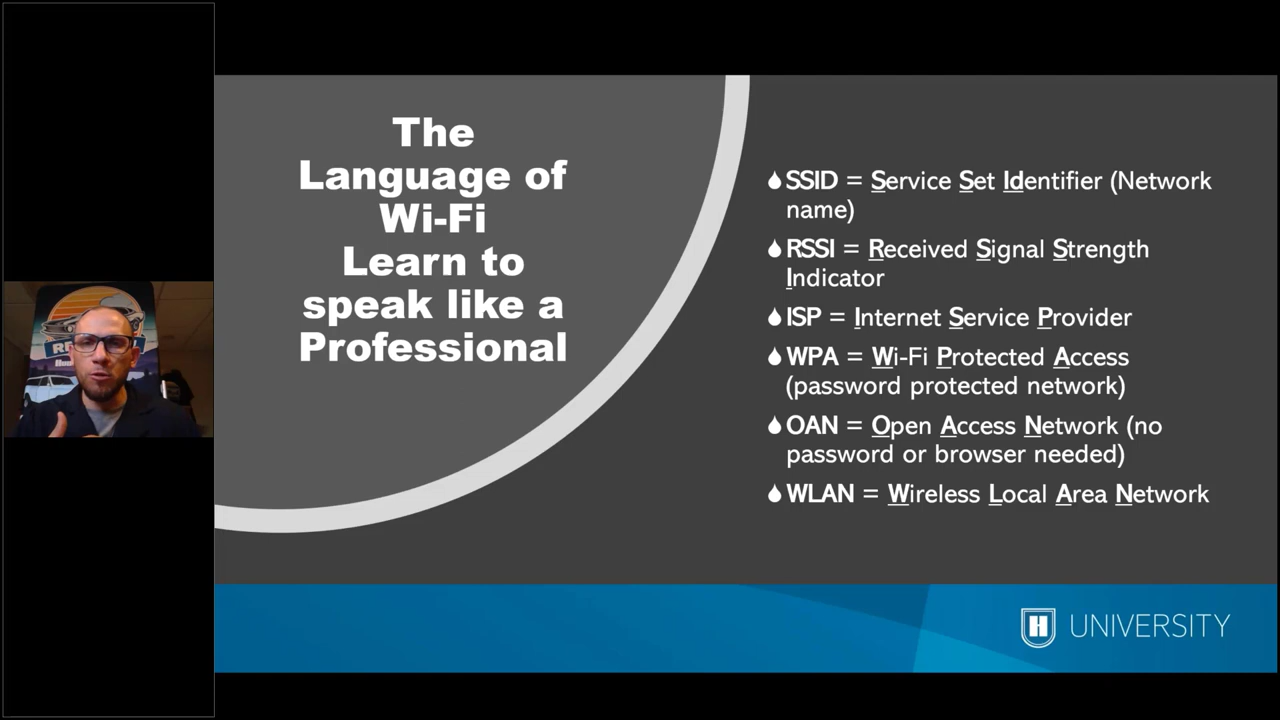 The
Language of
Wi-Fi
Learn to
speak like a
Professional
SSID = Service Set Identifier (Network
name)
RSSI = Received Signal Strength
Indicator
ISP = Internet Service Provider
WPA = Wi-Fi Protected Access
(password protected network)
OAN = Open Access Network (no
password or browser needed)
WLAN = Wireless Local Area Network
H UNIVERSITY